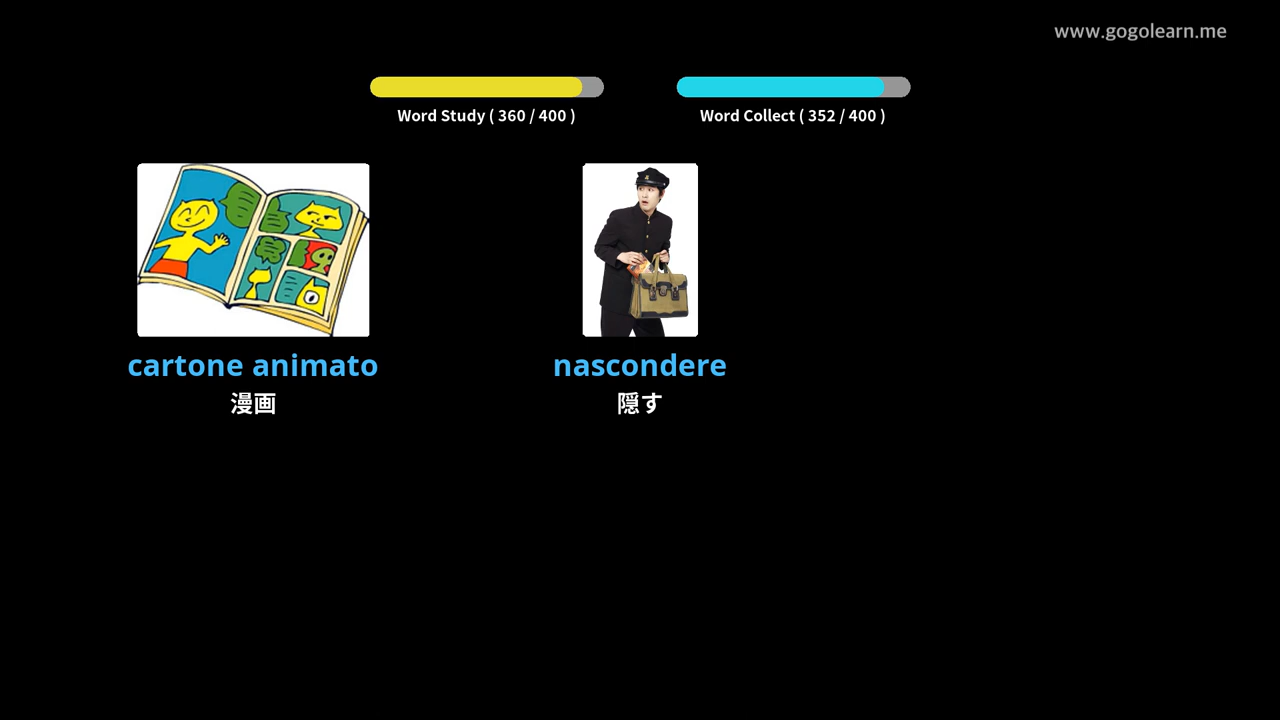 www.gogolearn.me
Word Study ( 360 / 400 )
Word Collect ( 352 / 400 )
cartone animato
漫画
nascondere
隠す